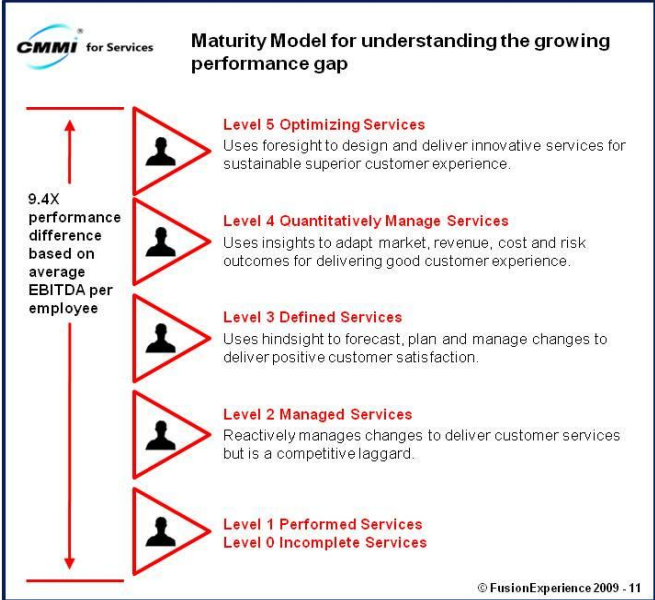 CMMI for Services
Maturity Model for understanding the growing
performance gap
Level 5 Optimizing Services
Uses foresight to design and deliver innovative services for
sustainable superior customer experience.
9.4X
performance
difference
based on
average
EBITDA per
employee
Level 4 Quantitatively Manage Services
Uses insights to adapt market, revenue, cost and risk
outcomes for delivering good customer experience.
Level 3 Defined Services
Uses hindsight to forecast, plan and manage changes to
deliver positive customer satisfaction.
Level 2 Managed Services
Reactively manages changes to deliver customer services
but is a competitive laggard.
Level 1 Performed Services
Level 0 Incomplete Services
© FusionExperience 2009 - 11